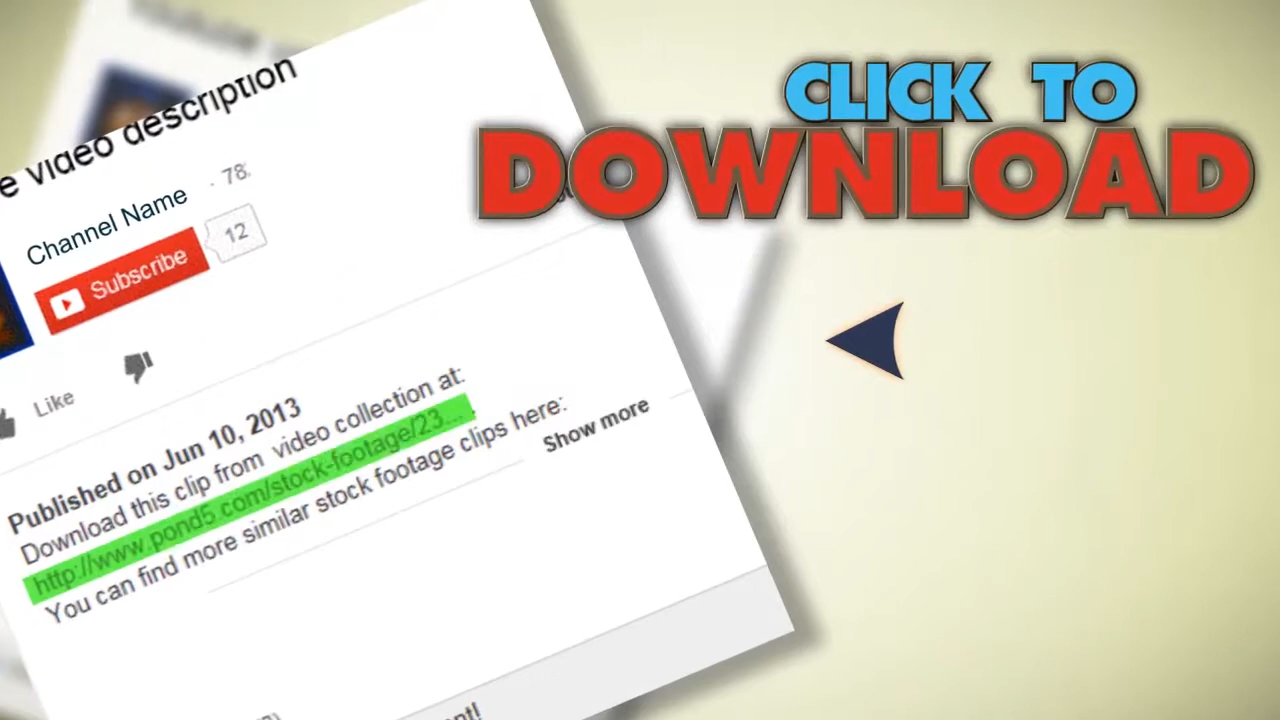 CLICK TO
DOWNLOAD
e video description
Channel Name
78
Subscribe
12
Like
Published on Jun 10, 2013
Download this clip from video collection at:
http://www.pond5.com/stock-footage/23...
You can find more similar stock footage clips here:
Show more